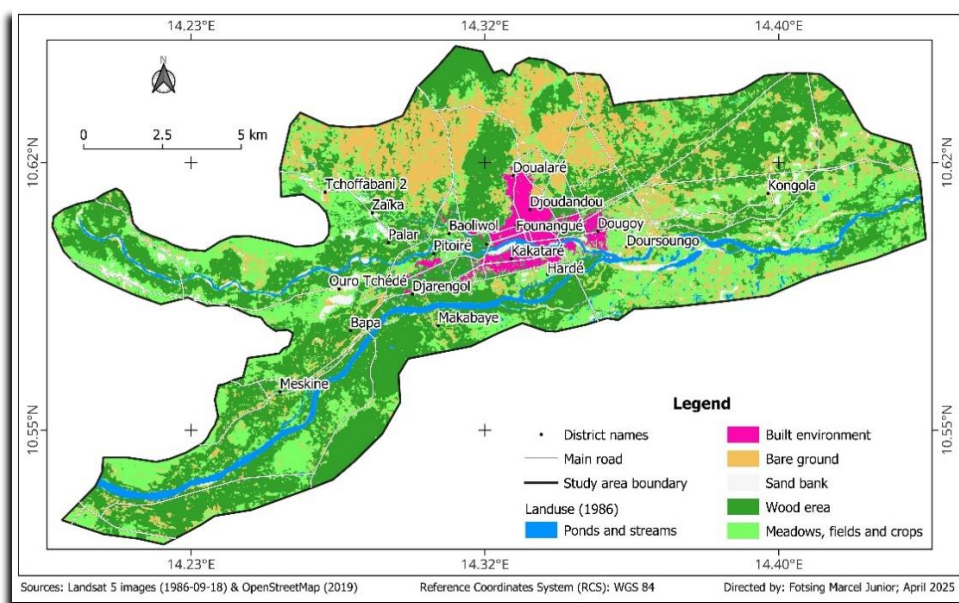 14.23°E 14.32°E 14.40°E
N
0 2.5 5 km
10.62°N 10.62°N
Doualaré
Tchoffabani 2
Kongola
Zaïka
Djoudandou
Baoliwol
Founangué
Dougoy
Palar
Pitoiré
Doursoungo
Kakataré
Hardé
Ouro Tchédé
Djarengol
Bapa
Makabaye
Meskine
10.55°N 10.55°N
Legend
District names
Main road
Study area boundary
Landuse (1986)
Ponds and streams
Built environment
Bare ground
Sand bank
Wood erea
Meadows, fields and crops
14.23°E 14.32°E 14.40°E
Sources: Landsat 5 images (1986-09-18) & OpenStreetMap (2019) Reference Coordinates System (RCS): WGS 84 Directed by: Fotsing Marcel Junior; April 2025